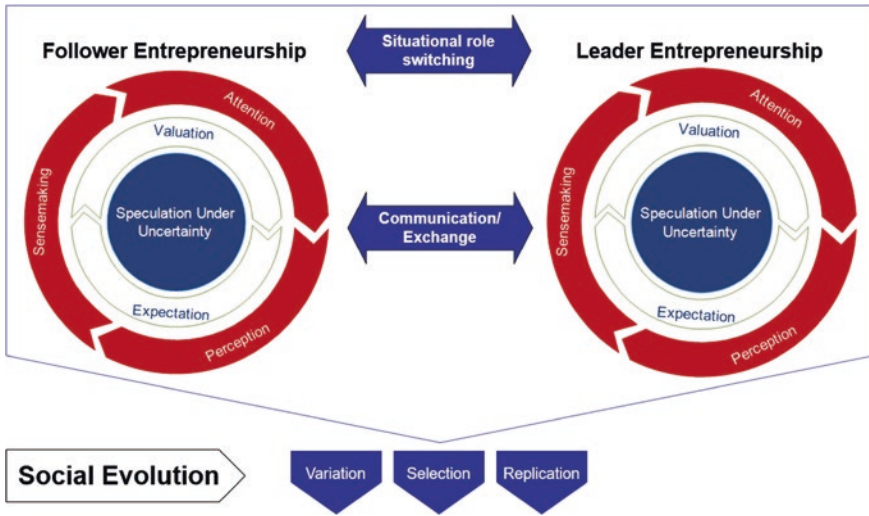 Situational role
switching
Follower Entrepreneurship
Leader Entrepreneurship
Attention
Valuation
Sensemaking
Speculation Under
Uncertainty
Expectation
Perception
Communication/
Exchange
Attention
Valuation
Sensemaking
Speculation Under
Uncertainty
Expectation
Perception
Social Evolution
Variation
Selection
Replication